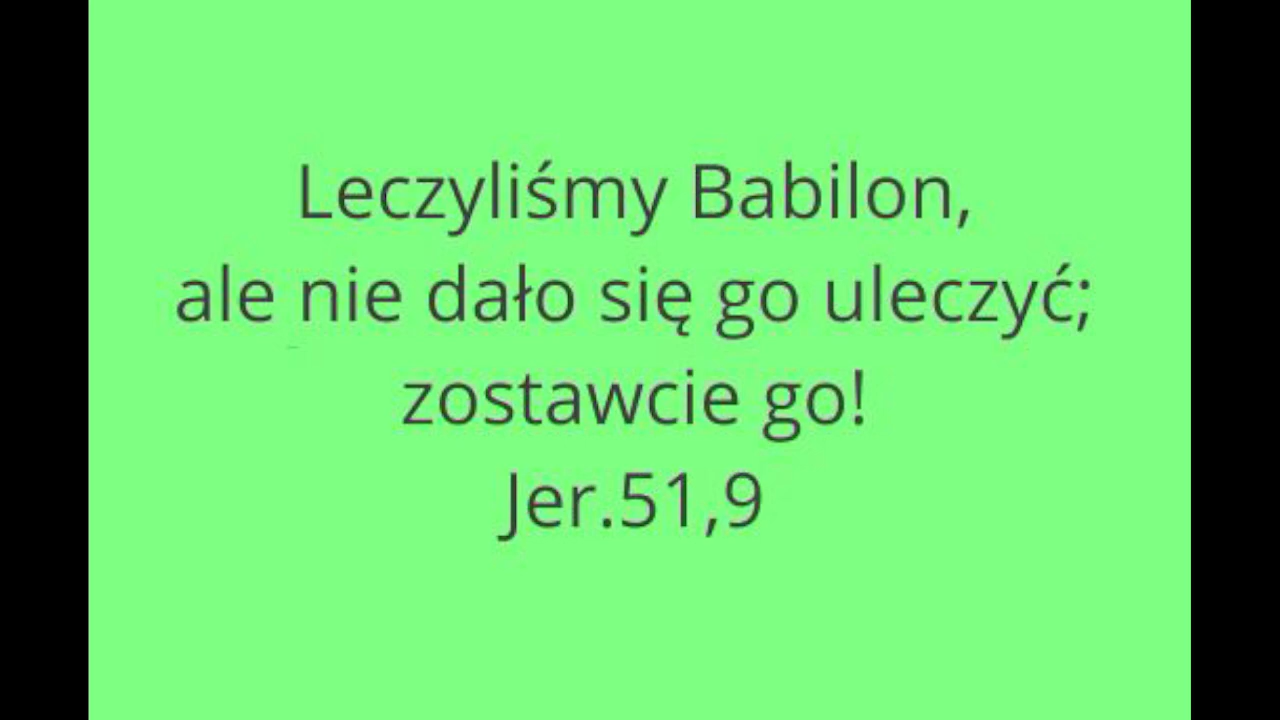 Leczyliśmy Babilon,
ale nie dało się go uleczyć;
zostawcie go!
Jer.51,9